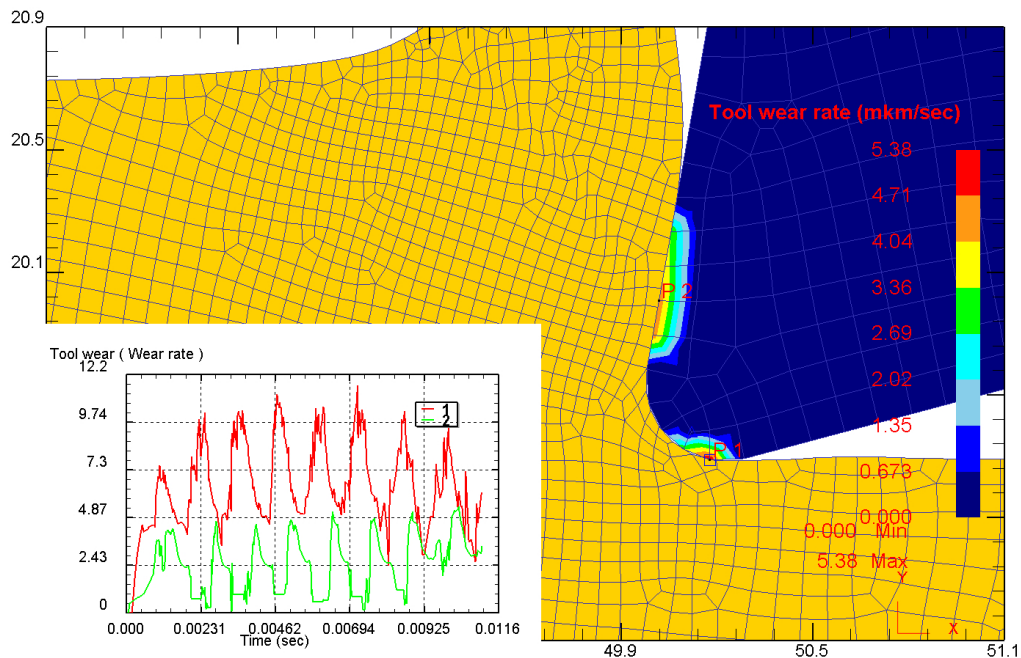 20.9
Tool wear rate (mkm/sec)
5.38
20.5
4.71
4.04
20.1
P 2
3.36
2.69
2.02
Tool wear ( Wear rate )
12.2
9.74
1
2
1.35
P 1
7.3
0.673
4.87
0.000
0.000 Min
5.38 Max
2.43
Y
0
X
0.000 0.00231 0.00462 0.00694 0.00925 0.0116
Time (sec)
49.9 50.5 51.1